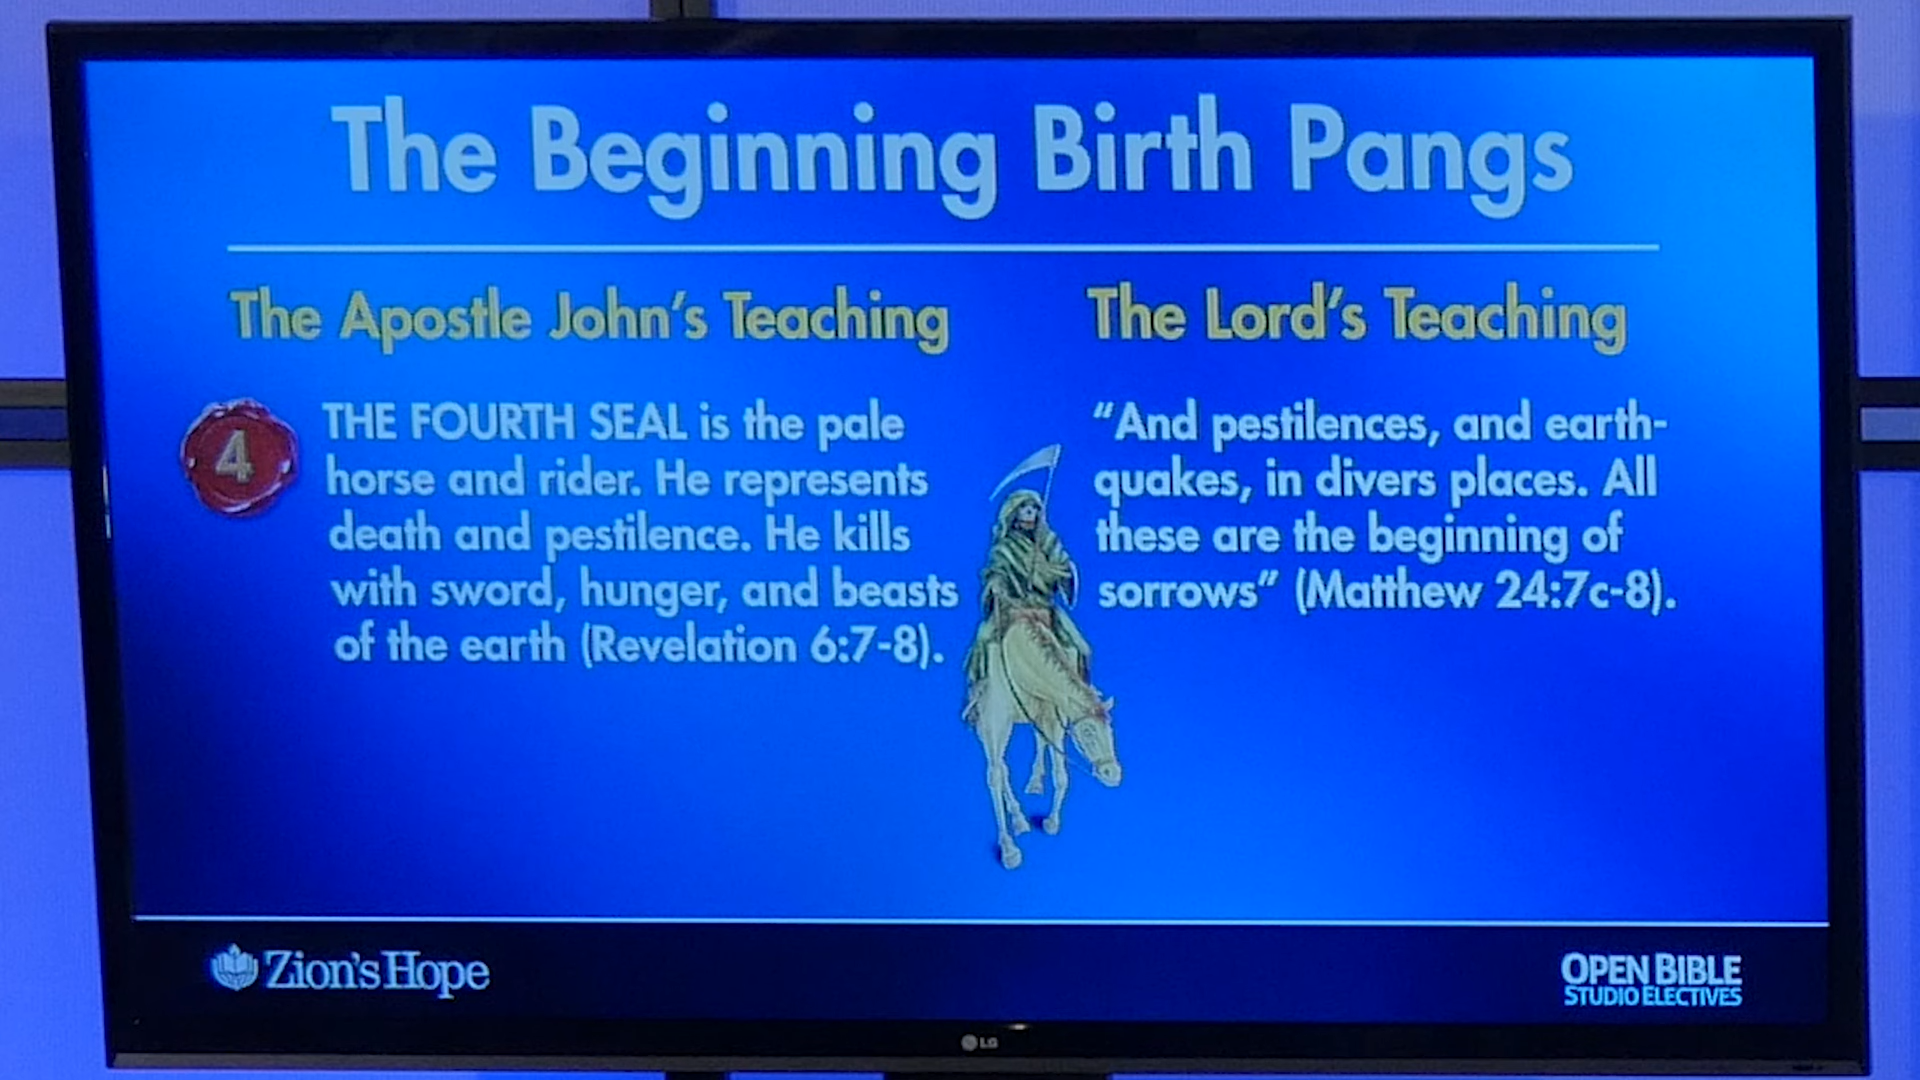 The Beginning Birth Pangs
The Apostle John's Teaching
4
THE FOURTH SEAL is the pale
horse and rider. He represents
death and pestilence. He kills
with sword, hunger, and beasts
of the earth (Revelation 6:7-8).
The Lord's Teaching
“And pestilences, and earth-
quakes, in divers places. All
these are the beginning of
sorrows” (Matthew 24:7c-8).
Zion's Hope
OPEN BIBLE
STUDIO ELECTIVES
LG